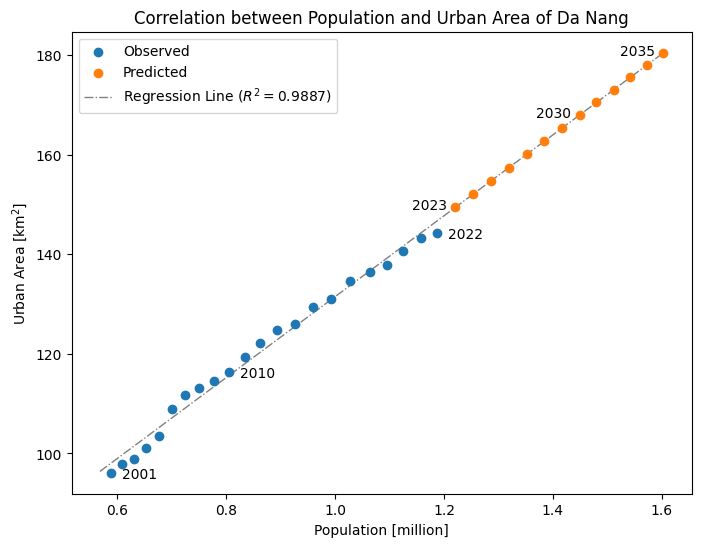 Correlation between Population and Urban Area of Da Nang
Observed
Predicted
Regression Line (R² = 0.9887)
180
160
140
120
100
Urban Area [km²]
2035
2030
2023
2022
2010
2001
0.6 0.8 1.0 1.2 1.4 1.6
Population [million]